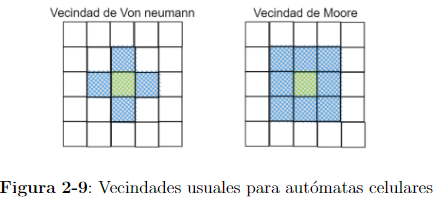 Vecindad de Von neumann
Vecindad de Moore
Figura 2-9: Vecindades usuales para autómatas celulares